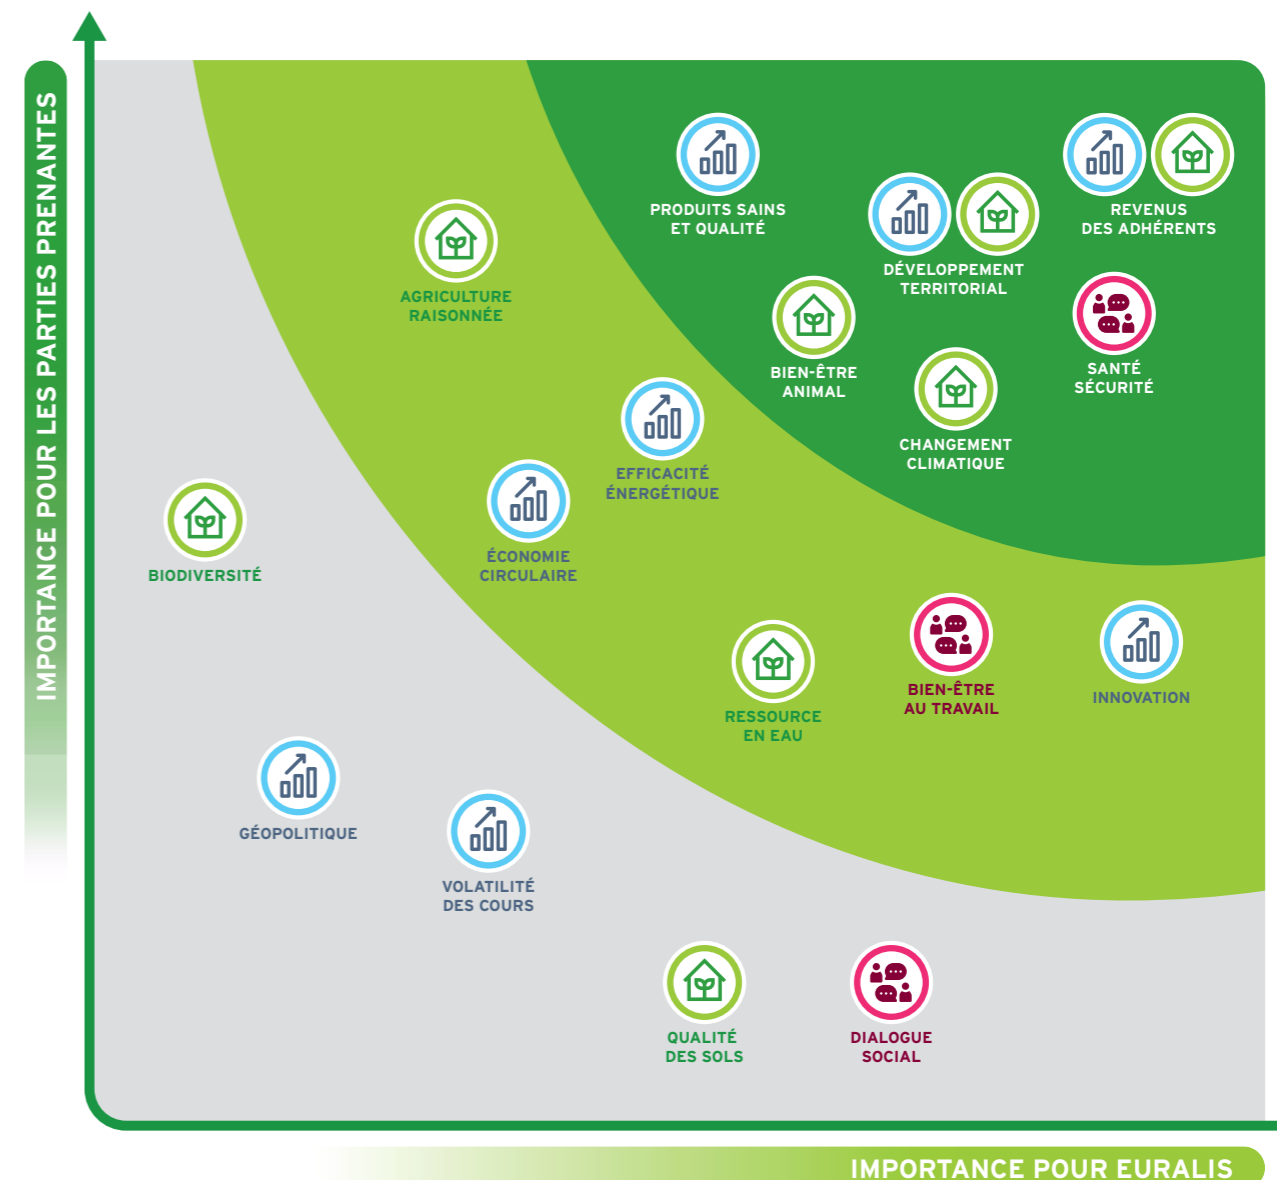 IMPORTANCE POUR LES PARTIES PRENANTES
PRODUITS SAINS
ET QUALITÉ
REVENUS
DES ADHÉRENTS
DÉVELOPPEMENT
TERRITORIAL
AGRICULTURE
RAISONNÉE
BIEN-ÊTRE
ANIMAL
SANTÉ
SÉCURITÉ
CHANGEMENT
CLIMATIQUE
EFFICACITÉ
ÉNERGÉTIQUE
ÉCONOMIE
CIRCULAIRE
BIODIVERSITÉ
BIEN-ÊTRE
AU TRAVAIL
INNOVATION
RESSOURCE
EN EAU
GÉOPOLITIQUE
VOLATILITÉ
DES COURS
QUALITÉ
DES SOLS
DIALOGUE
SOCIAL
IMPORTANCE POUR EURALIS